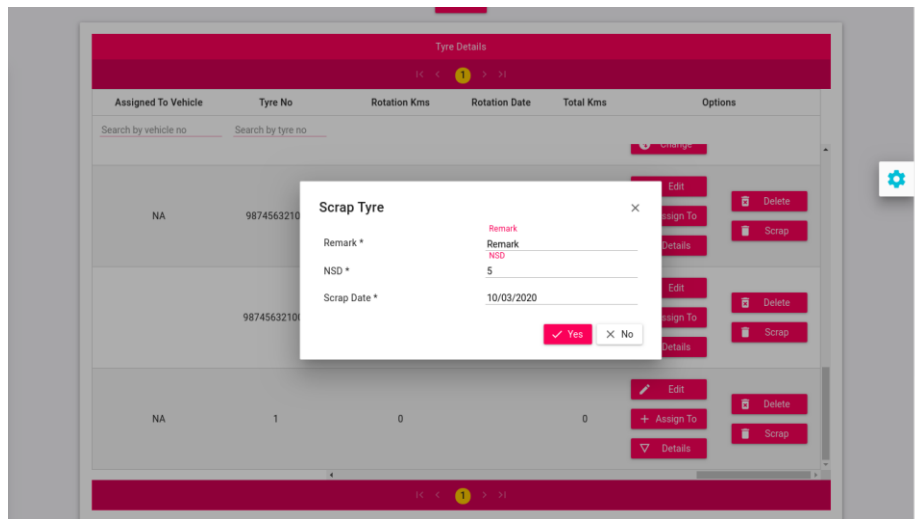 Tyre Details
1
Assigned To Vehicle Tyre No Rotation Kms Rotation Date Total Kms Options
Search by vehicle no Search by tyre no
Change
Edit
Delete
NA 9874563210 Assign To
Scrap
Details
Scrap Tyre
Remark
Remark * Remark
NSD
NSD * 5
Scrap Date * 10/03/2020
Yes No
Edit
Delete
987456321 ssign To
Scrap
Details
Edit
Delete
NA 1 0 0 Assign To
Scrap
Details
1